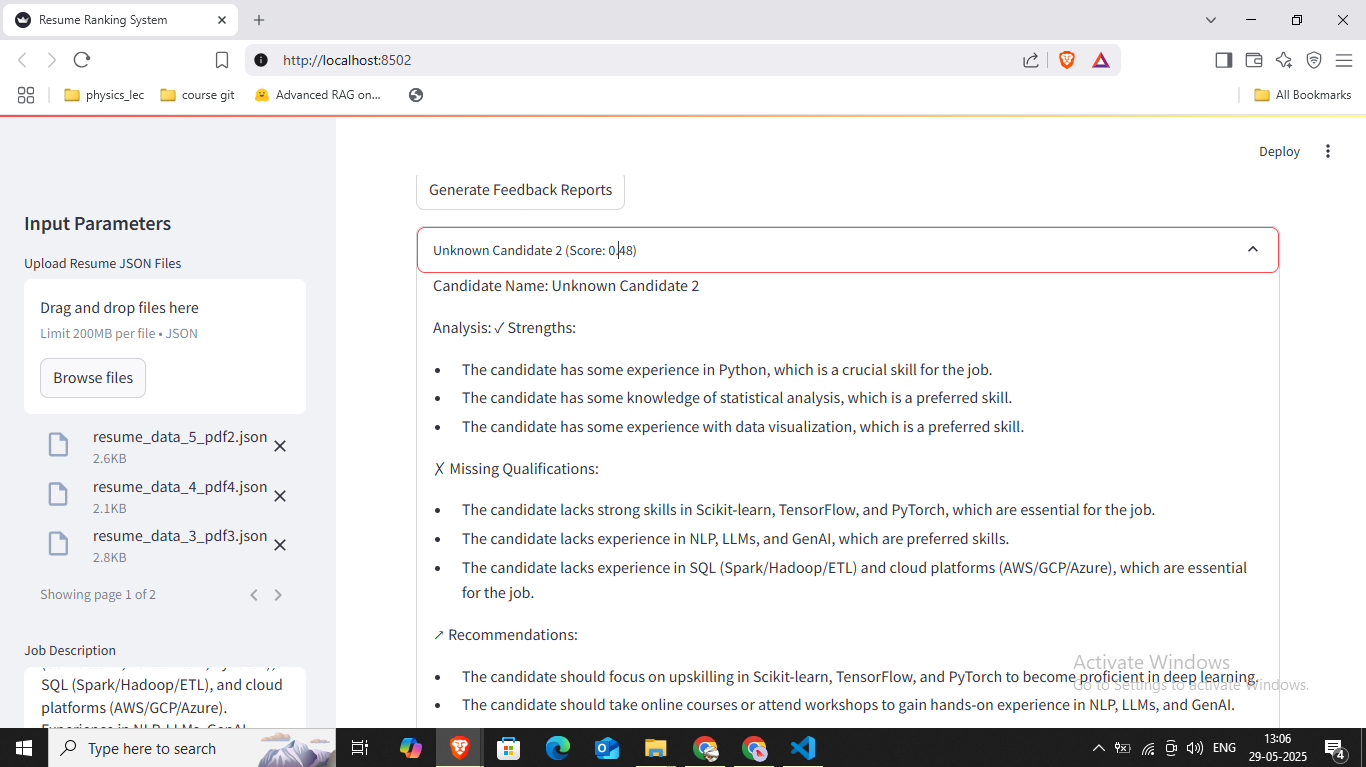 Resume Ranking System
http://localhost:8502
physics_lec
course git
Advanced RAG on...
All Bookmarks
Deploy
Input Parameters
Upload Resume JSON Files
Drag and drop files here
Limit 200MB per file • JSON
Browse files
resume_data_5_pdf2.json
2.6KB
resume_data_4_pdf4.json
2.1KB
resume_data_3_pdf3.json
2.8KB
Showing page 1 of 2
Job Description
SQL (Spark/Hadoop/ETL), and cloud
platforms (AWS/GCP/Azure).
Experience in NLP, LLMs, GenAI,
Generate Feedback Reports
Unknown Candidate 2 (Score: 0.48)
Candidate Name: Unknown Candidate 2
Analysis: ✓ Strengths:
• The candidate has some experience in Python, which is a crucial skill for the job.
• The candidate has some knowledge of statistical analysis, which is a preferred skill.
• The candidate has some experience with data visualization, which is a preferred skill.
✗ Missing Qualifications:
• The candidate lacks strong skills in Scikit-learn, TensorFlow, and PyTorch, which are essential for the job.
• The candidate lacks experience in NLP, LLMs, and GenAI, which are preferred skills.
• The candidate lacks experience in SQL (Spark/Hadoop/ETL) and cloud platforms (AWS/GCP/Azure), which are essential
for the job.
↗ Recommendations:
• The candidate should focus on upskilling in Scikit-learn, TensorFlow, and PyTorch to become proficient in deep learning.
• The candidate should take online courses or attend workshops to gain hands-on experience in NLP, LLMs, and GenAI.
Activate Windows
Go to Settings to activate Windows.
Type here to search
ENG
13:06
29-05-2025
4